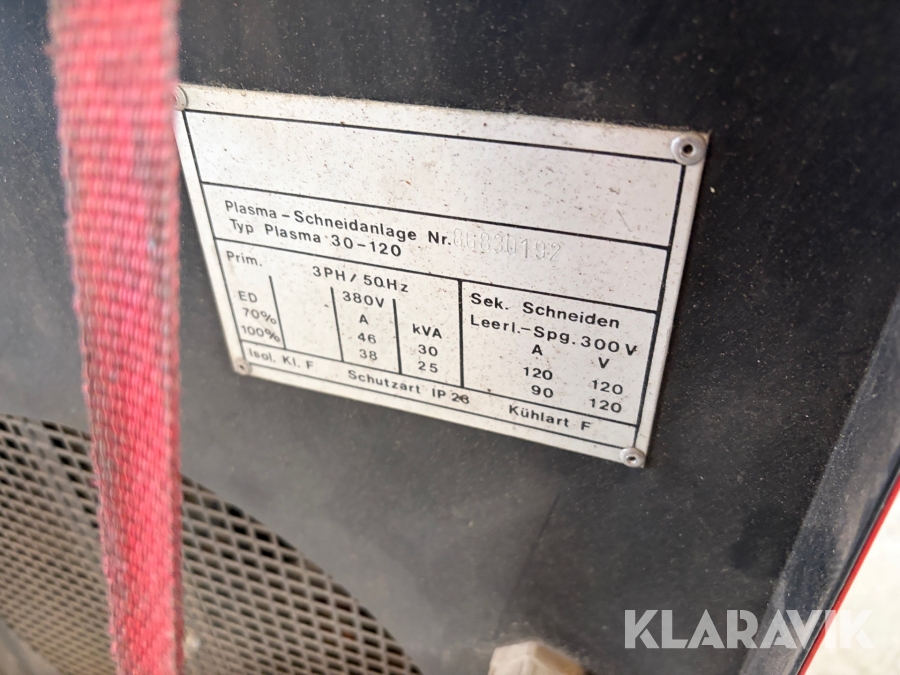 Plasma-Schneidanlage Nr.
Typ Plasma 30-120
Prim. 3PH/50Hz
380V
ED A kVA
70% 46 30
100% 38 25
Sek. Schneiden
Leerl.-Spg. 300 V
A V
120 120
90 120
Isol. Kl. F Schutzart IP Kühlart F
KLARAVIK